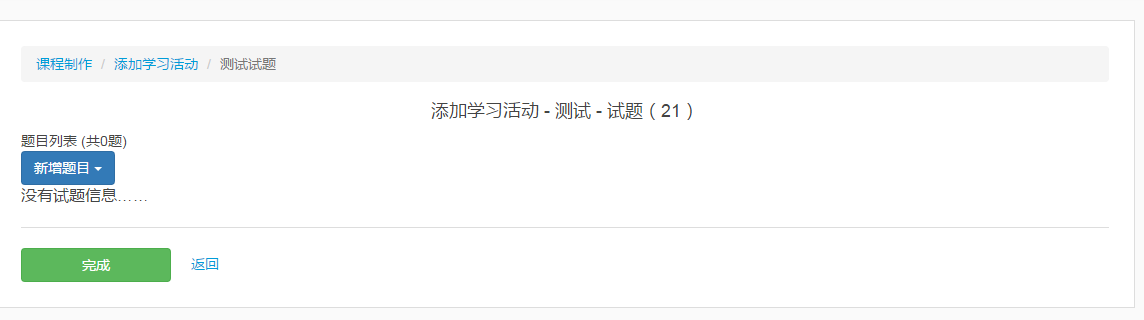 课程制作 / 添加学习活动 / 测试试题
添加学习活动 - 测试 - 试题 ( 21 )
题目列表 (共0题)
新增题目
没有试题信息……
完成 返回